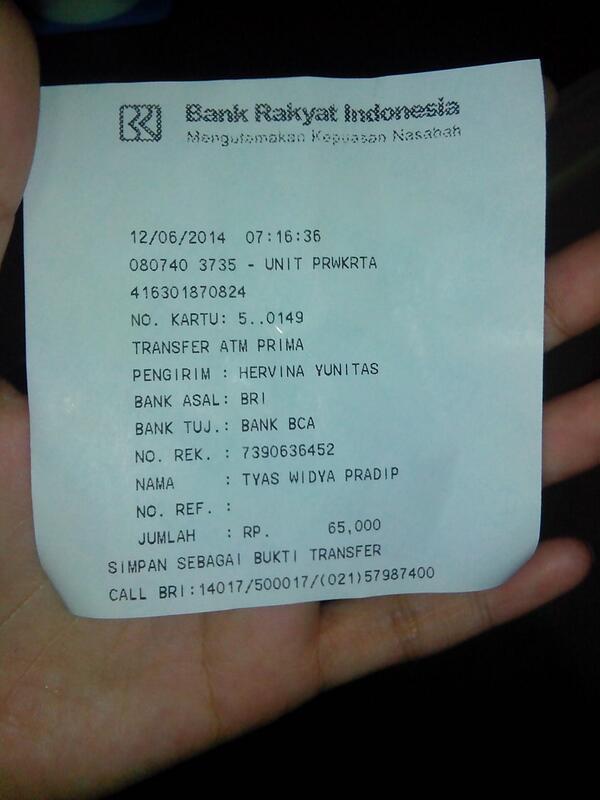 Bank Rakyat Indonesia
Mengutamakan Kepuasan Nasabah
12/06/2014 07:16:36
080740 3735 - UNIT PRWKRTA
416301870824
NO. KARTU: 5..0149
TRANSFER ATM PRIMA
PENGIRIM : HERVINA YUNITAS
BANK ASAL: BRI
BANK TUJ.: BANK BCA
NO. REK. : 7390636452
NAMA : TYAS WIDYA PRADIP
NO. REF. :
JUMLAH : RP. 65,000
SIMPAN SEBAGAI BUKTI TRANSFER
CALL BRI:14017/500017/(021)57987400